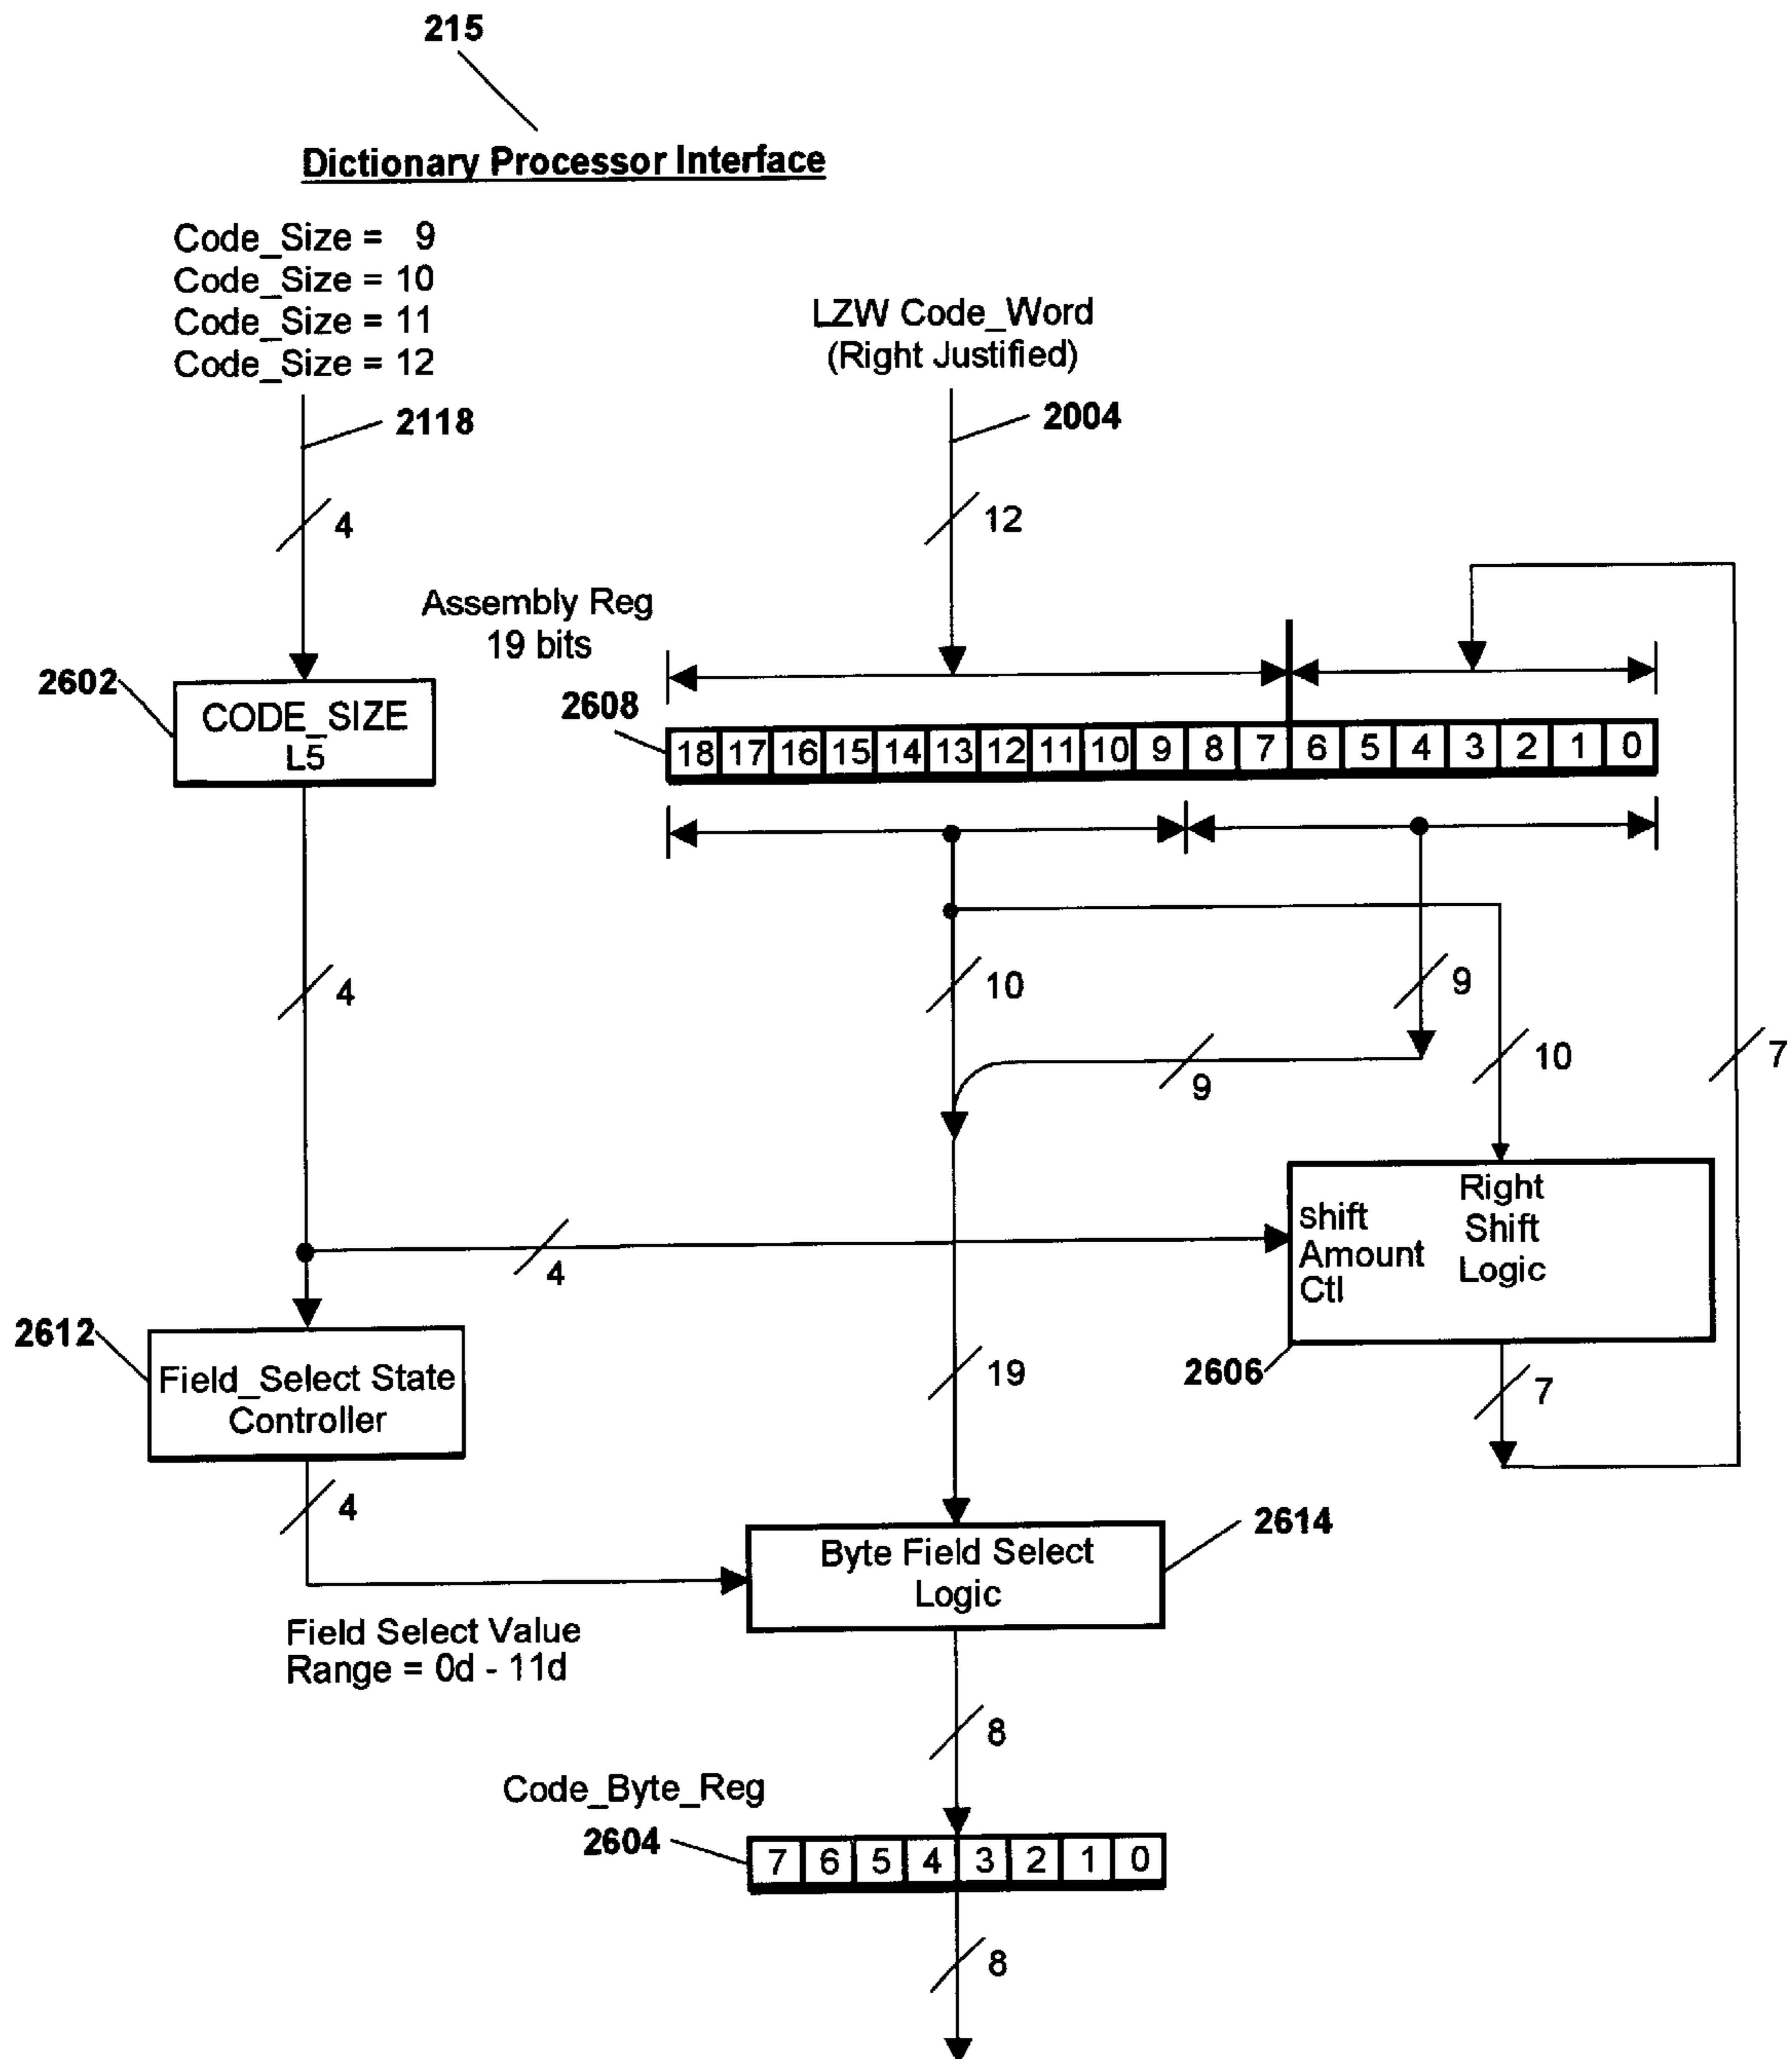 215
Dictionary Processor Interface
Code_Size = 9
Code_Size = 10
Code_Size = 11
Code_Size = 12
LZW Code_Word
(Right Justified)
2118
2004
4
12
Assembly Reg
19 bits
2602
CODE_SIZE
L5
2608
18 17 16 15 14 13 12 11 10 9 8 7 6 5 4 3 2 1 0
4
10
9
9
10
7
4
shift
Amount
Ctl
Right
Shift
Logic
2612
Field_Select State
Controller
19
2606
7
4
2614
Byte Field Select
Logic
Field Select Value
Range = 0d - 11d
8
Code_Byte_Reg
2604
7 6 5 4 3 2 1 0
8